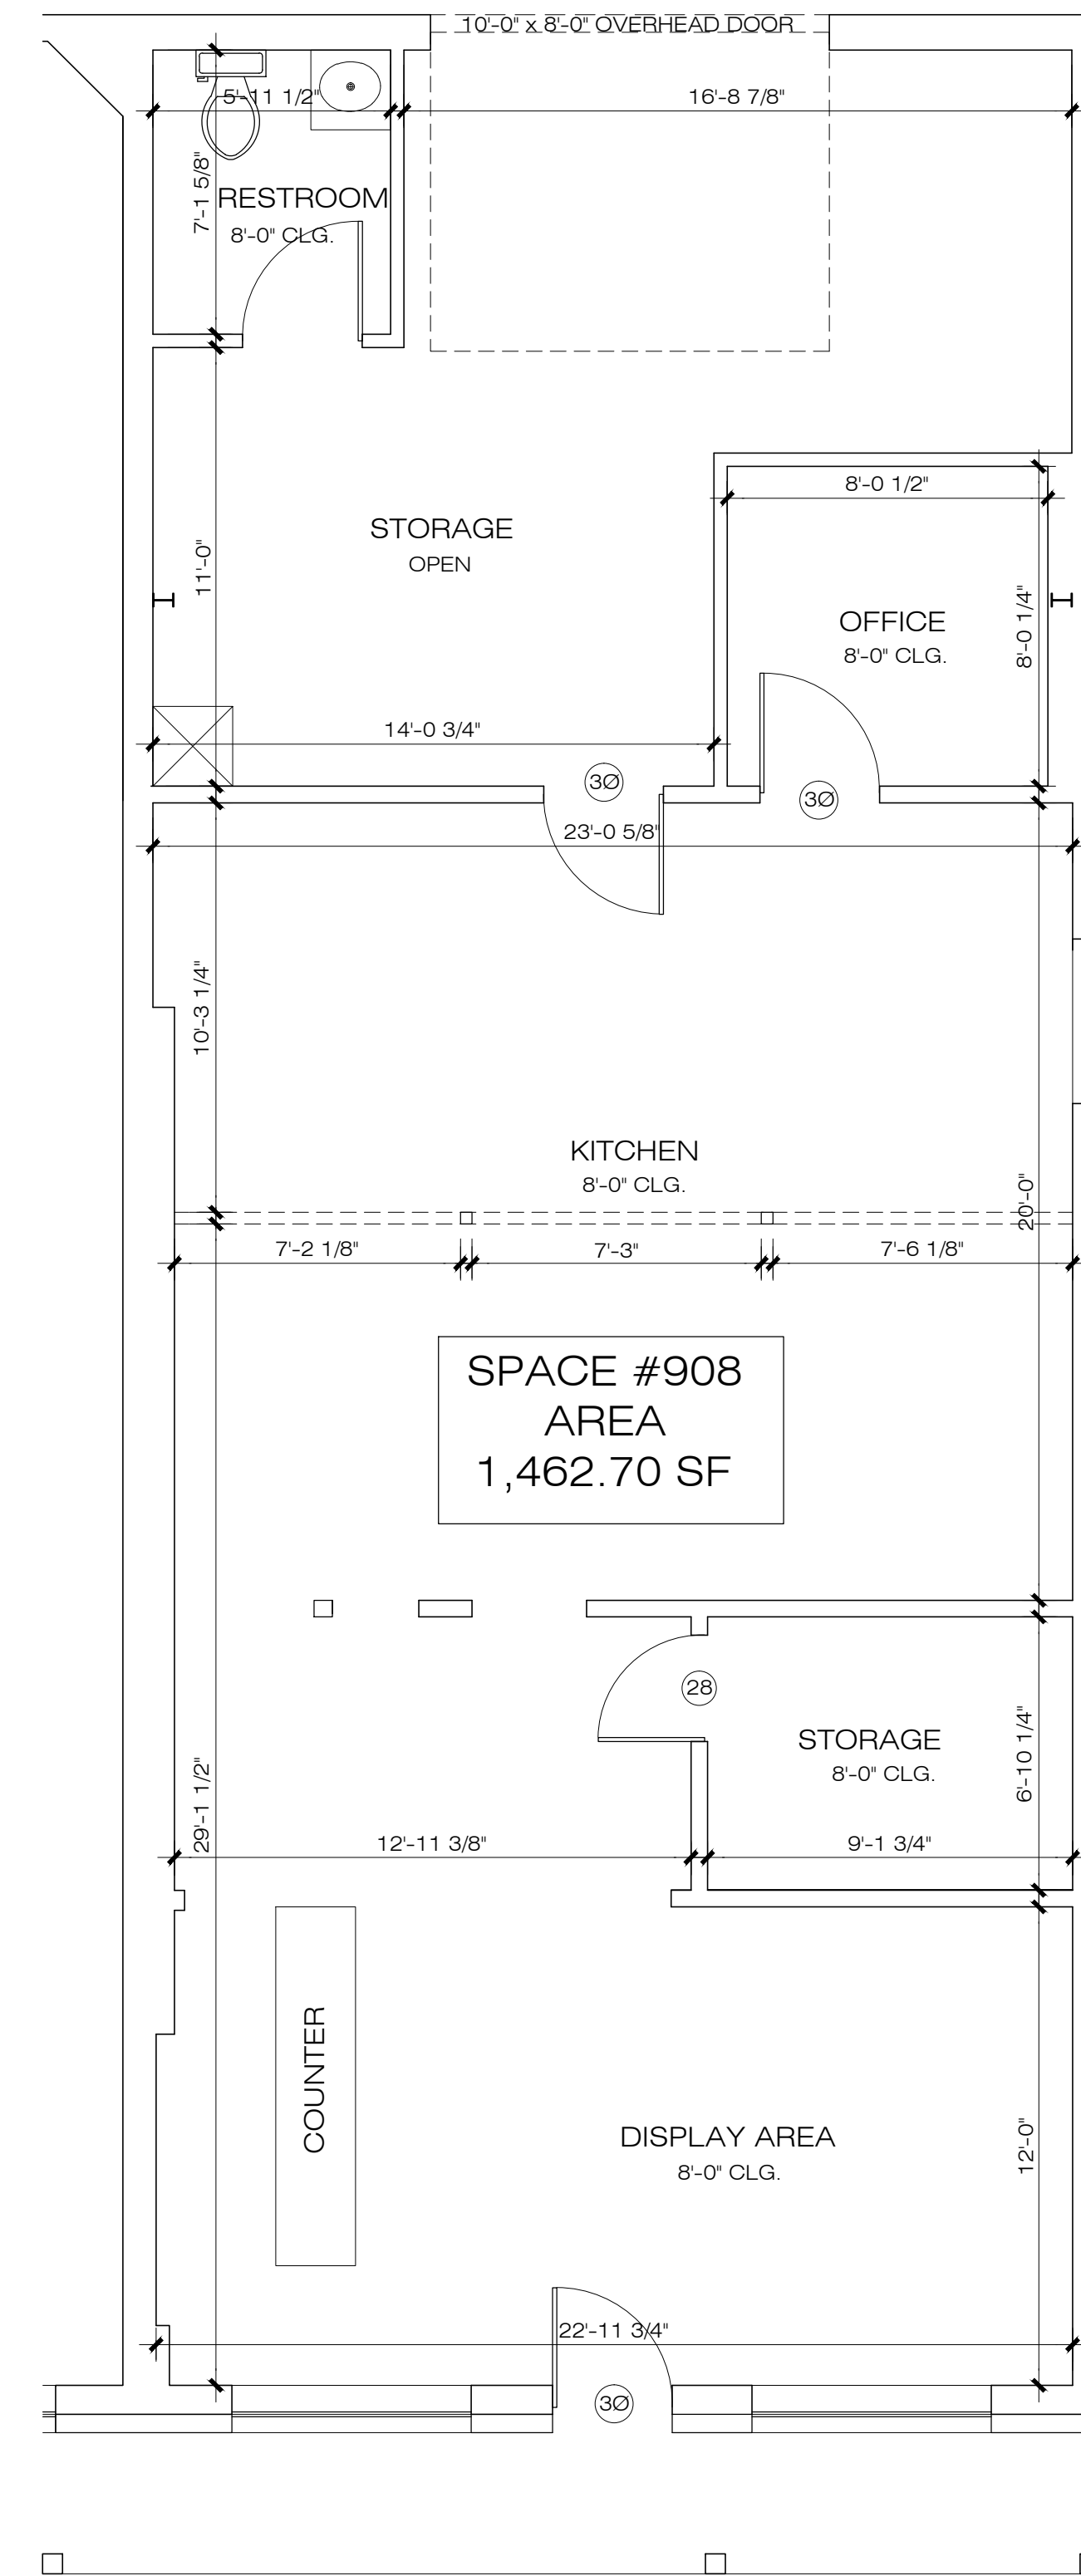 10'-0" x 8'-0" OVERHEAD DOOR
5'-11 1/2"
16'-8 7/8"
7'-1 5/8"
RESTROOM
8'-0" CLG.
8'-0 1/2"
STORAGE
OPEN
11'-0"
OFFICE
8'-0" CLG.
8'-0 1/4"
14'-0 3/4"
3Ø
3Ø
23'-0 5/8"
10'-3 1/4"
KITCHEN
8'-0" CLG.
20'-0"
7'-2 1/8"
7'-3"
7'-6 1/8"
SPACE #908
AREA
1,462.70 SF
28
STORAGE
8'-0" CLG.
6'-10 1/4"
29'-1 1/2"
12'-11 3/8"
9'-1 3/4"
COUNTER
DISPLAY AREA
8'-0" CLG.
12'-0"
22'-11 3/4"
3Ø